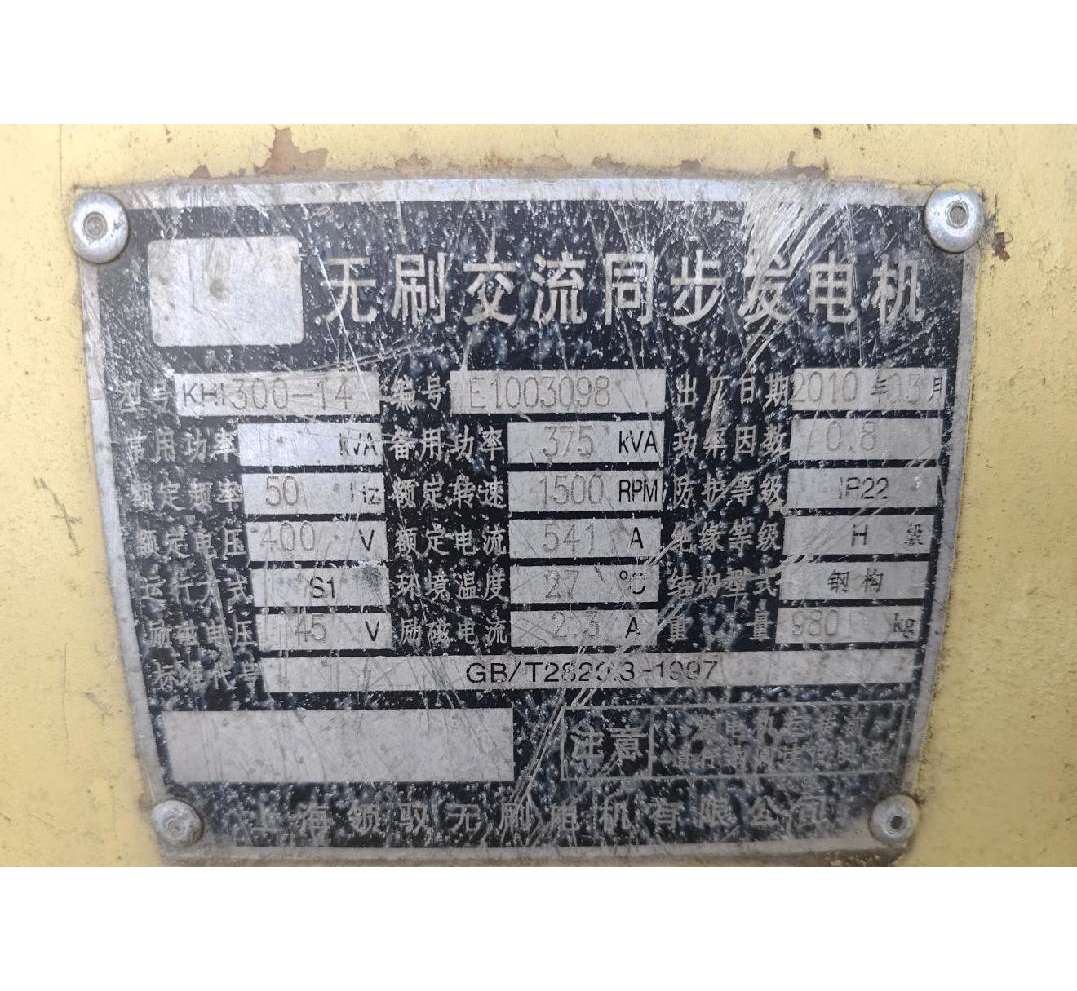 无刷交流同步发电机
型号 KHI300-14 编号 E1003098 出厂日期 2010 年 03 月
常用功率 kVA 备用功率 375 kVA 功率因数 0.8
额定频率 50 Hz 额定转速 1500 RPM 防护等级 IP22
额定电压 400 V 额定电流 541 A 绝缘等级 H 级
运行方式 S1 环境温度 27 ℃ 结构型式 钢构
励磁电压 45 V 励磁电流 2.3 A 重量 980 kg
标准代号 GB/T2820.3-1997
注意
上海领驭无刷电机有限公司